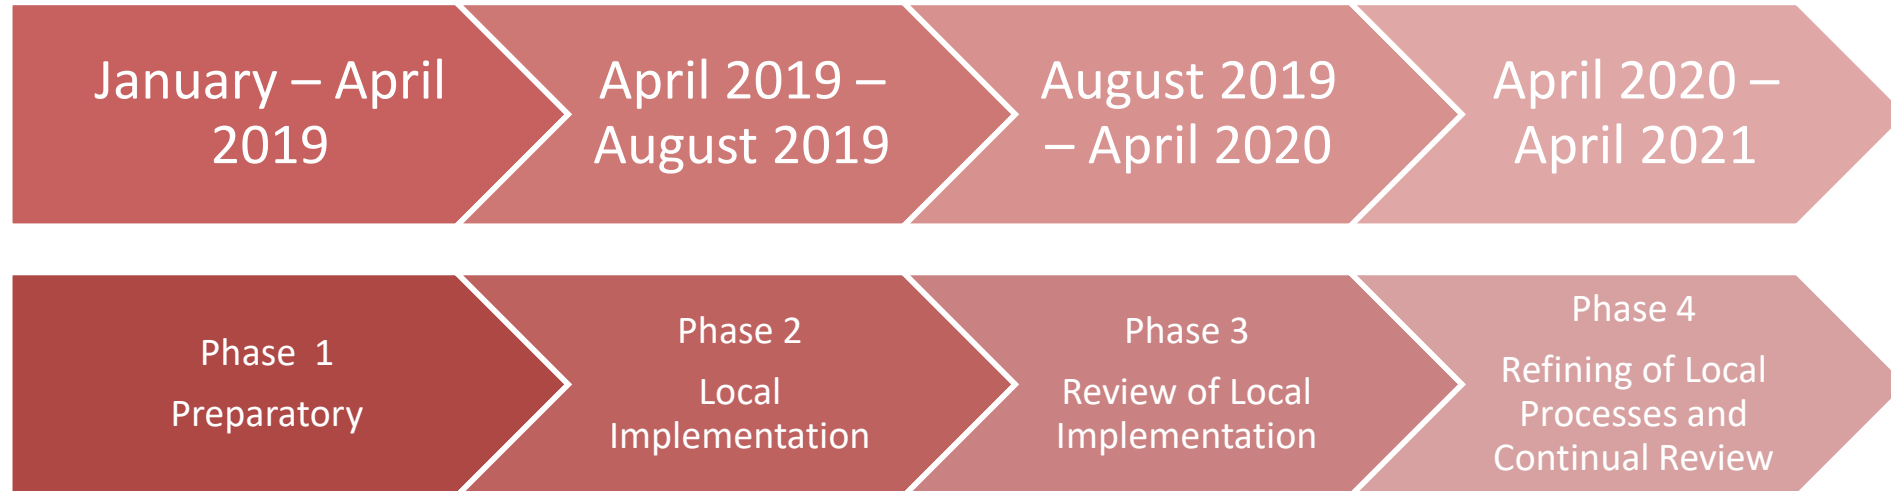 January – April
2019
April 2019 –
August 2019
August 2019
– April 2020
April 2020 –
April 2021
Phase  1
Preparatory
Phase 2
Local
Implementation
Phase 3
Review of Local
Implementation
Phase 4
Refining of Local
Processes and
Continual Review